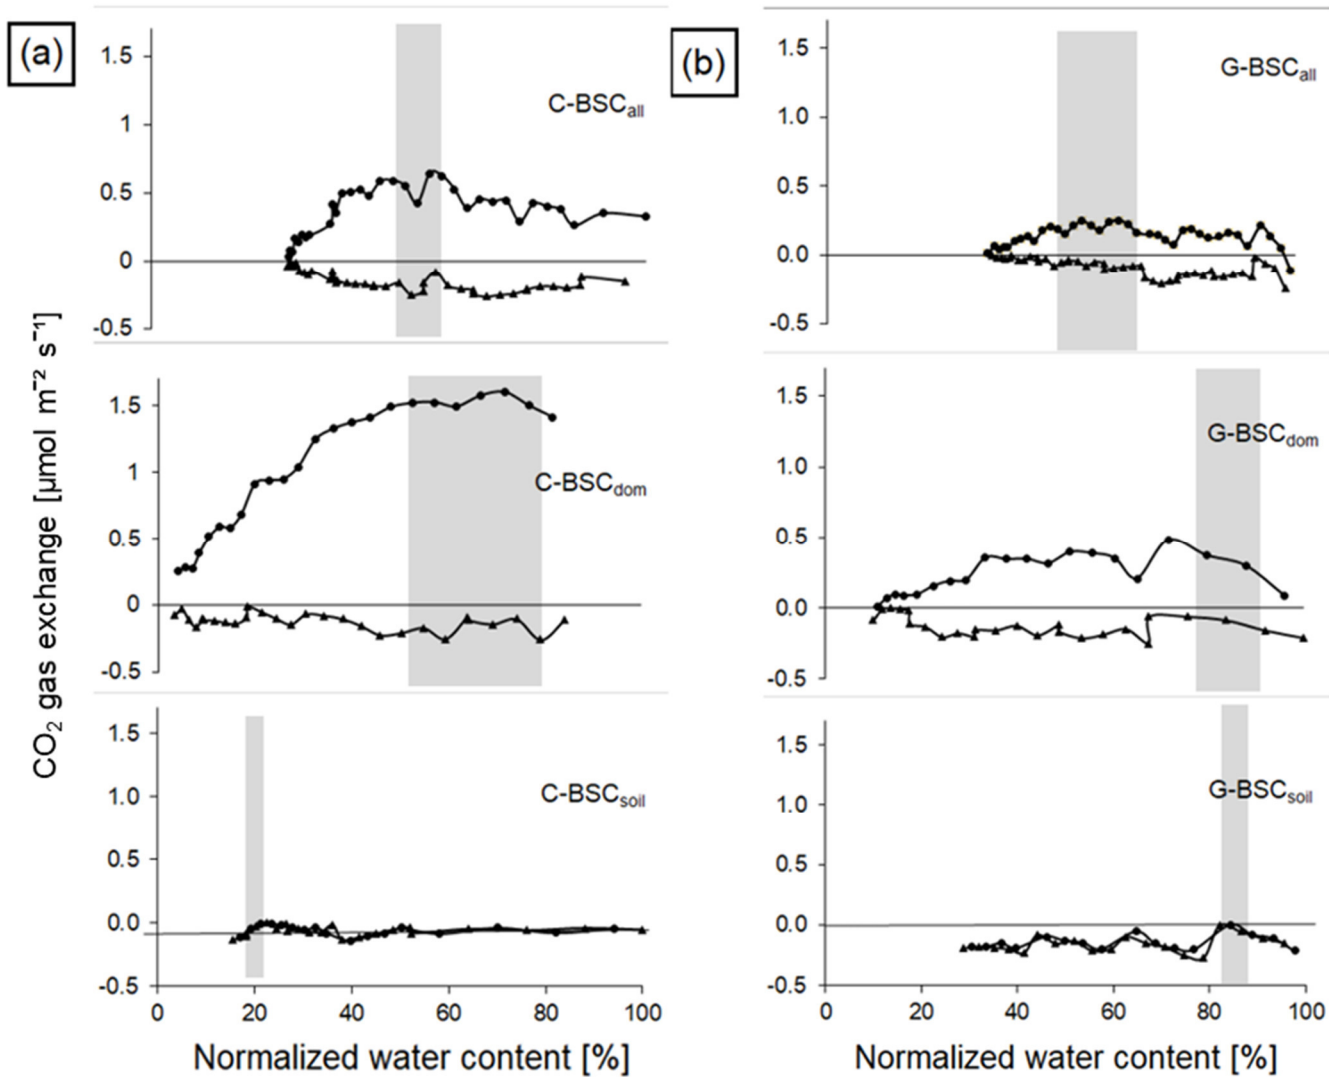 (a)
CO₂ gas exchange [µmol m⁻² s⁻¹]
1.5
1
0.5
0
-0.5
C-BSCall
1.5
1
0.5
0
-0.5
C-BSCdom
1.5
1.0
0.5
0.0
-0.5
C-BSCsoil
0 20 40 60 80 100
Normalized water content [%]
(b)
1.5
1.0
0.5
0.0
-0.5
G-BSCall
1.5
1.0
0.5
0.0
-0.5
G-BSCdom
1.5
1.0
0.5
0.0
-0.5
G-BSCsoil
0 20 40 60 80 100
Normalized water content [%]